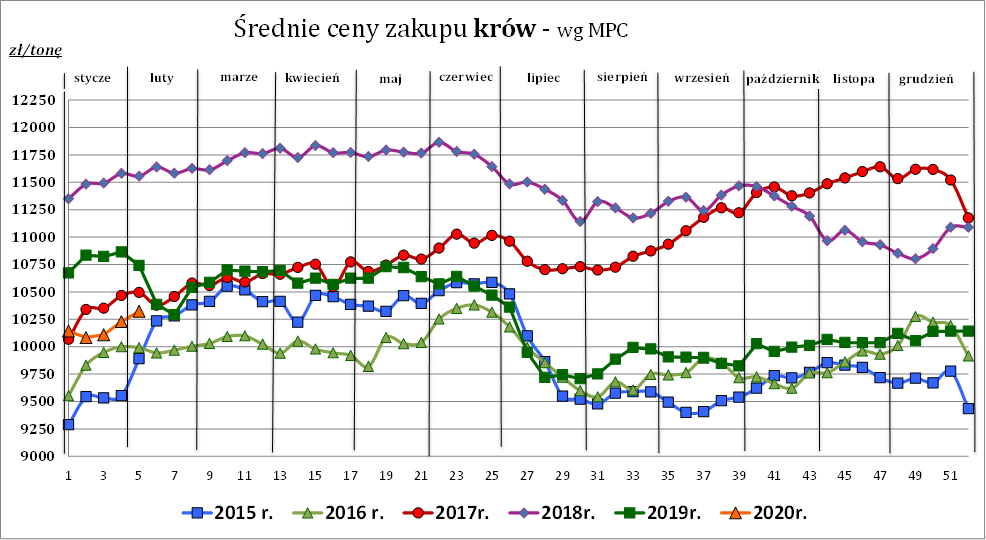 Średnie ceny zakupu krów - wg MPC
zł/tonę
stycze luty marze kwiecień maj czerwiec lipiec sierpień wrzesień październik listopa grudzień
12250
12000
11750
11500
11250
11000
10750
10500
10250
10000
9750
9500
9250
9000
1 3 5 7 9 11 13 15 17 19 21 23 25 27 29 31 33 35 37 39 41 43 45 47 49 51
2015 r. 2016 r. 2017r. 2018r. 2019r. 2020r.